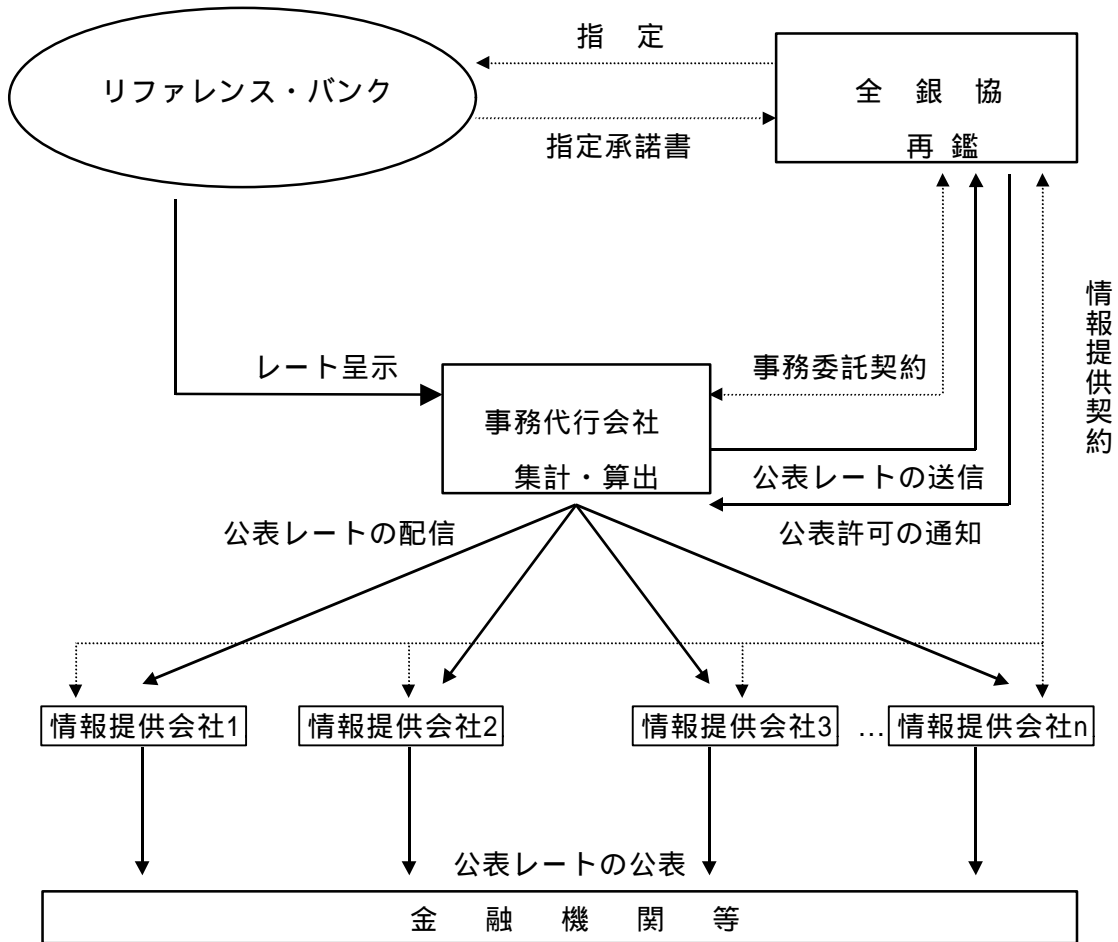 指 定
リファレンス・バンク
全 銀 協
指定承諾書
再 鑑
情報提供契約
レート呈示
事務委託契約
事務代行会社
集計・算出
公表レートの送信
公表レートの配信
公表許可の通知
情報提供会社1
情報提供会社2
情報提供会社3
…
情報提供会社n
公表レートの公表
金 融 機 関 等